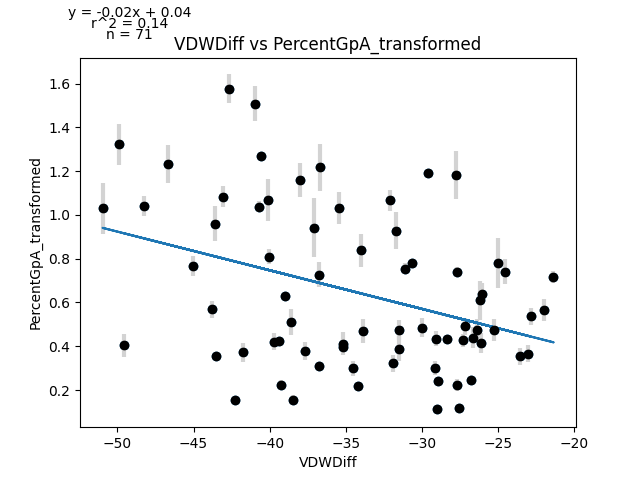 y = -0.02x + 0.04
r^2 = 0.14
n = 71
VDWDiff vs PercentGpA_transformed
PercentGpA_transformed
1.6
1.4
1.2
1.0
0.8
0.6
0.4
0.2
−50 −45 −40 −35 −30 −25 −20
VDWDiff